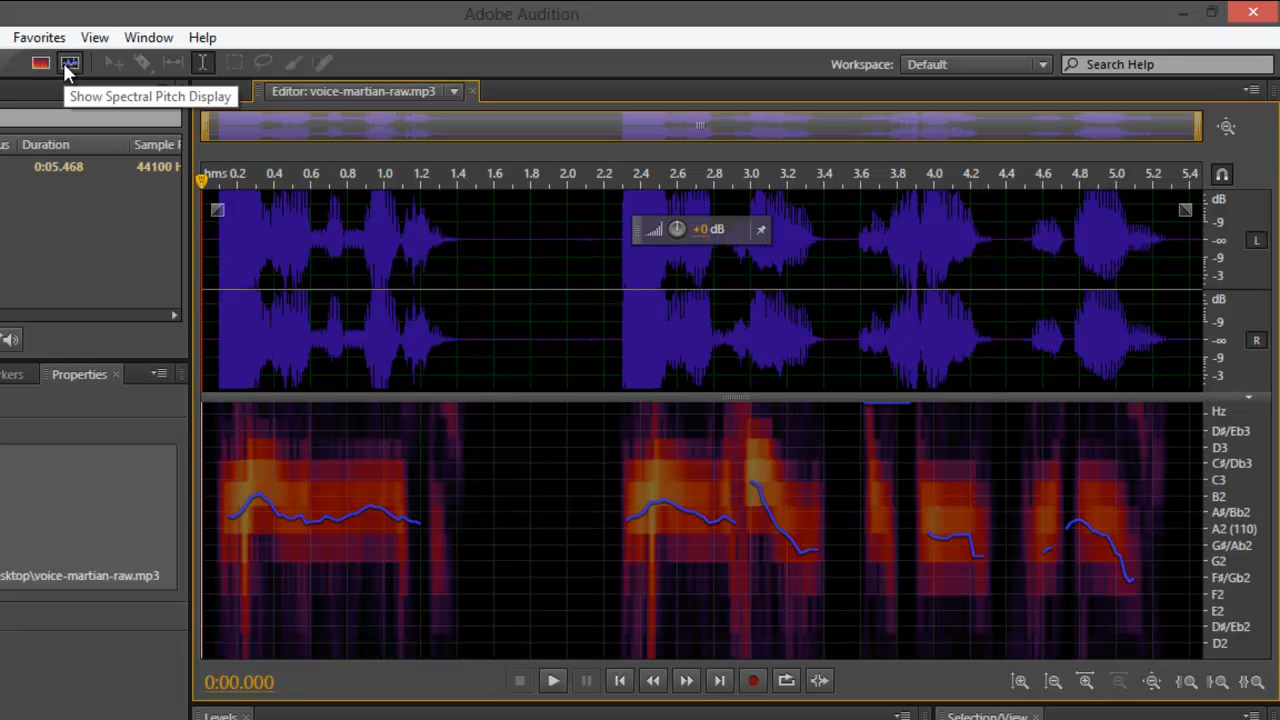 Adobe Audition
Favorites View Window Help
Workspace: Default Search Help
Show Spectral Pitch Display
Editor: voice-martian-raw.mp3
us Duration Sample R
0:05.468 44100 H
hms 0.2 0.4 0.6 0.8 1.0 1.2 1.4 1.6 1.8 2.0 2.2 2.4 2.6 2.8 3.0 3.2 3.4 3.6 3.8 4.0 4.2 4.4 4.6 4.8 5.0 5.2 5.4
dB
-9
-∞
-9
-3
L
+0 dB
dB
-9
-∞
-9
-3
R
rkers Properties
Hz
D♯/Eb3
D3
C♯/Db3
C3
B2
A♯/Bb2
A2 (110)
G♯/Ab2
G2
F♯/Gb2
F2
E2
D♯/Eb2
D2
sktop\voice-martian-raw.mp3
0:00.000
Levels Selection/View